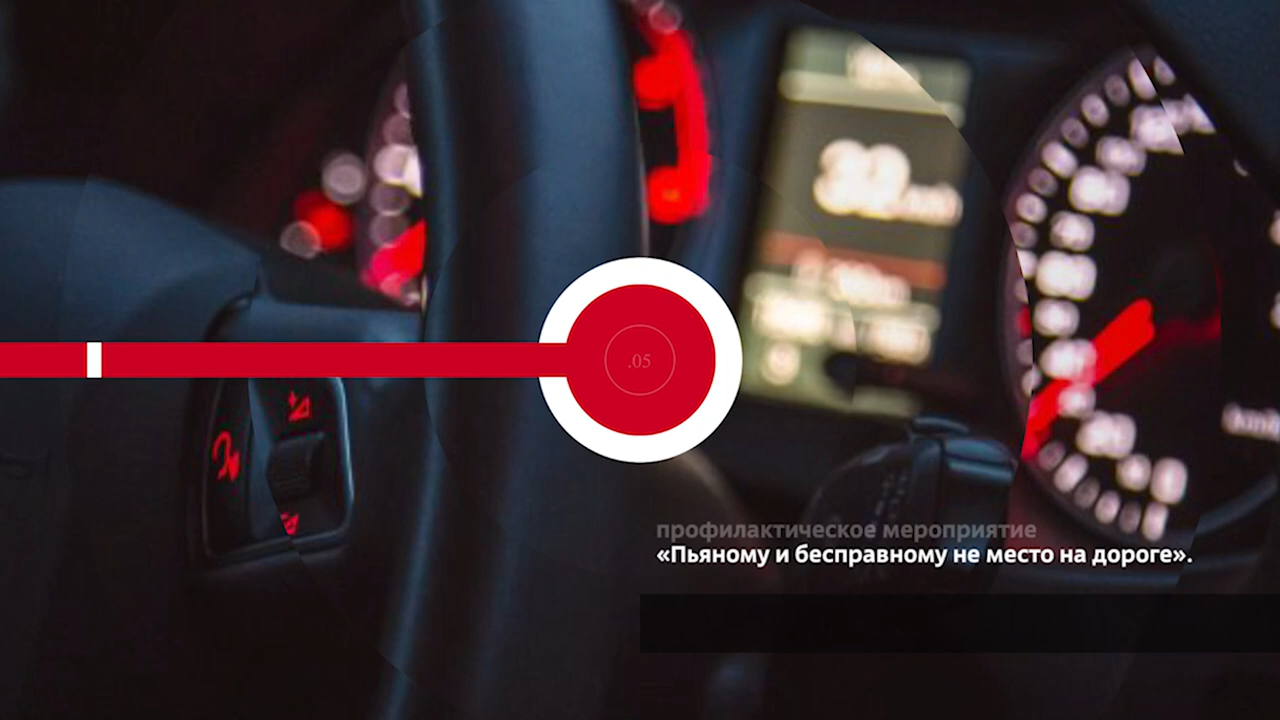 .05
профилактическое мероприятие
«Пьяному и бесправному не место на дороге».